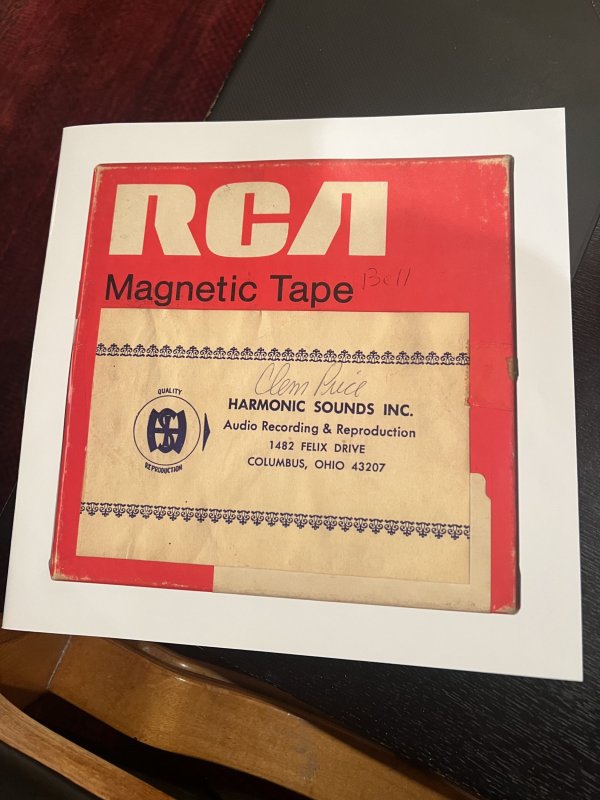 RCA
Magnetic Tape
Bell
Clem Price
HARMONIC SOUNDS INC.
Audio Recording & Reproduction
1482 FELIX DRIVE
COLUMBUS, OHIO 43207
QUALITY
HSW
REPRODUCTION